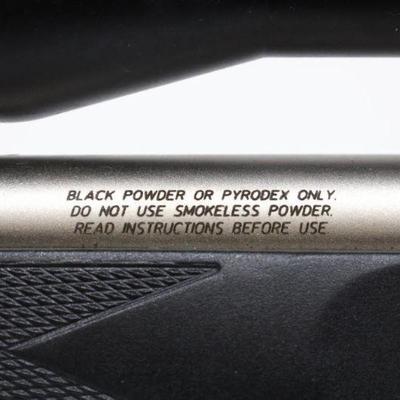 BLACK POWDER OR PYRODEX ONLY.
DO NOT USE SMOKELESS POWDER.
READ INSTRUCTIONS BEFORE USE